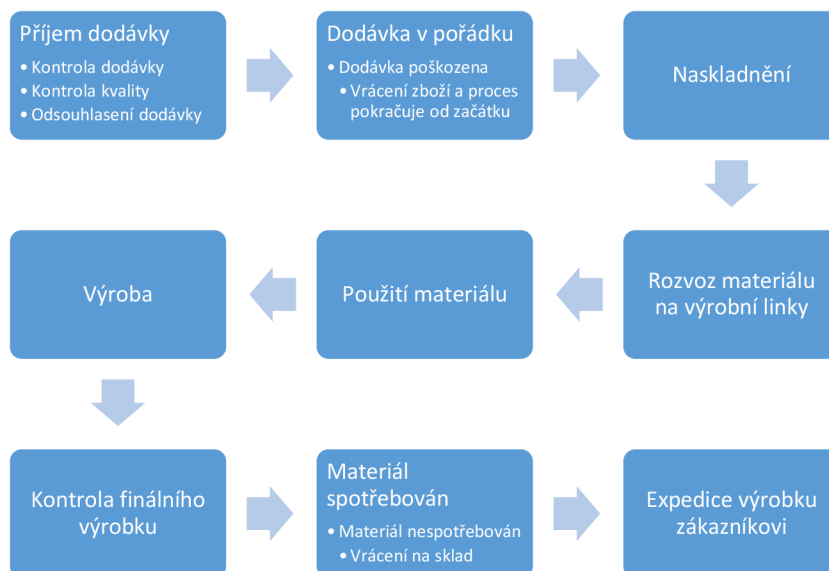 Příjem dodávky
• Kontrola dodávky
• Kontrola kvality
• Odsouhlasení dodávky
Dodávka v pořádku
• Dodávka poškozena
• Vrácení zboží a proces
pokračuje od začátku
Naskladnění
Rozvoz materiálu
na výrobní linky
Použití materiálu
Výroba
Kontrola finálního
výrobku
Materiál
spotřebován
• Materiál nespotřebován
• Vrácení na sklad
Expedice výrobku
zákazníkovi